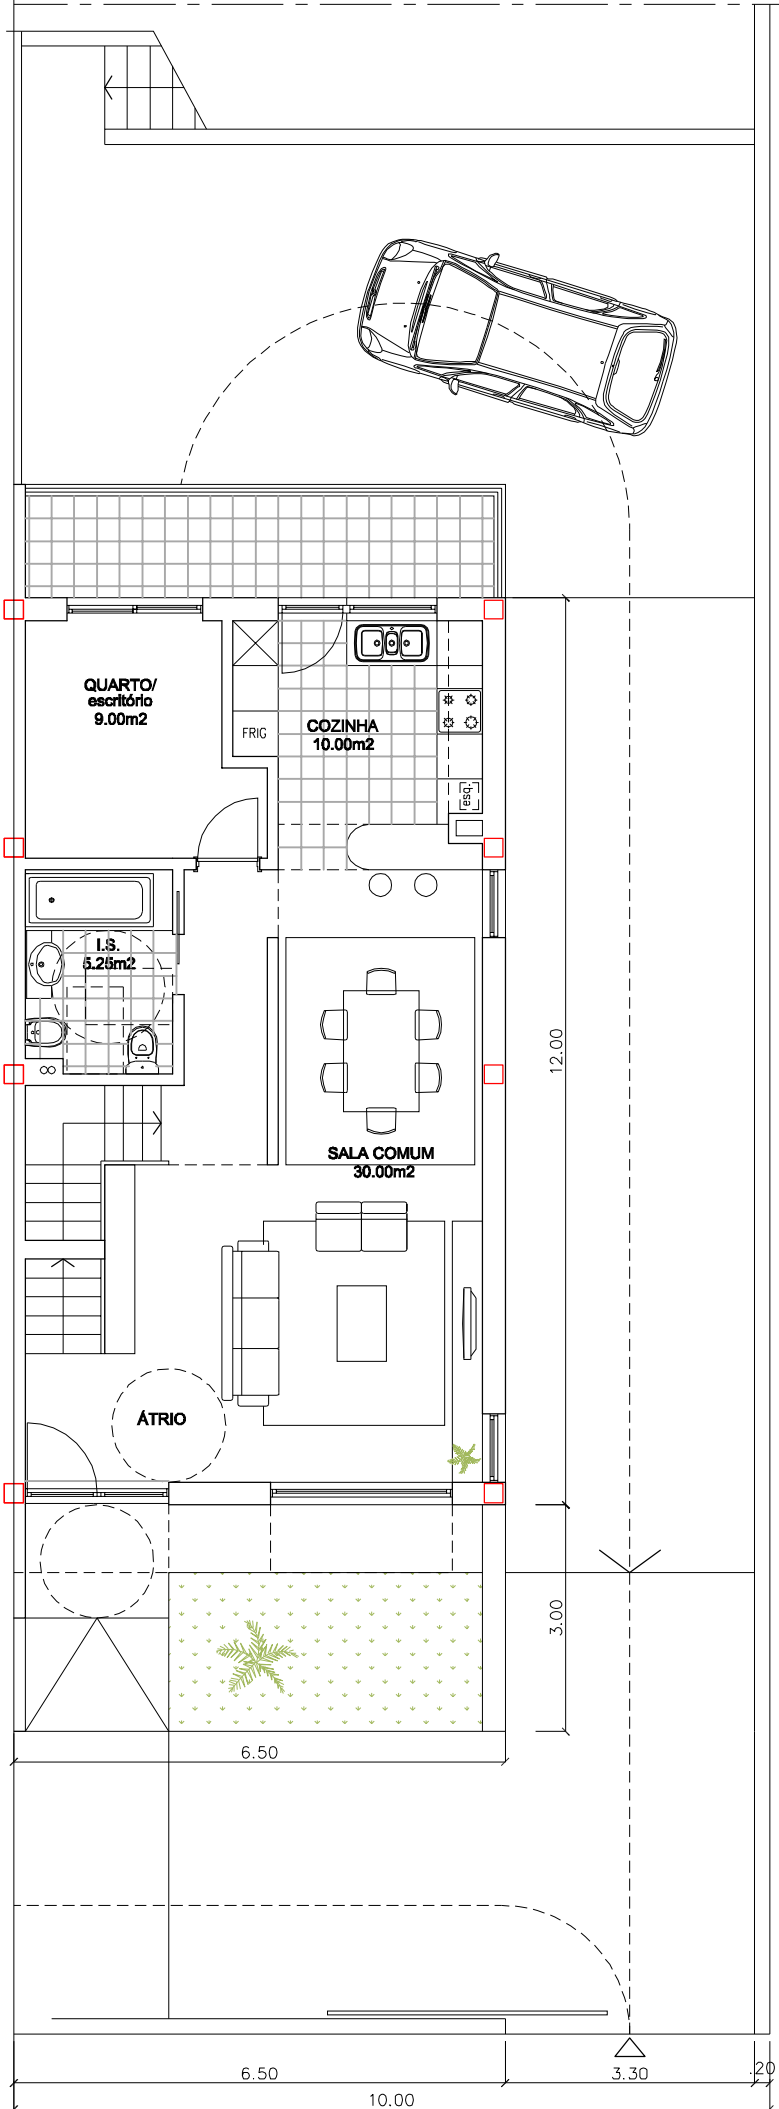 QUARTO/
escritório
9.00m2
FRIG
COZINHA
10.00m2
esq.
I.S.
5.25m2
12.00
SALA COMUM
30.00m2
ÁTRIO
3.00
6.50
6.50
3.30
.20
10.00